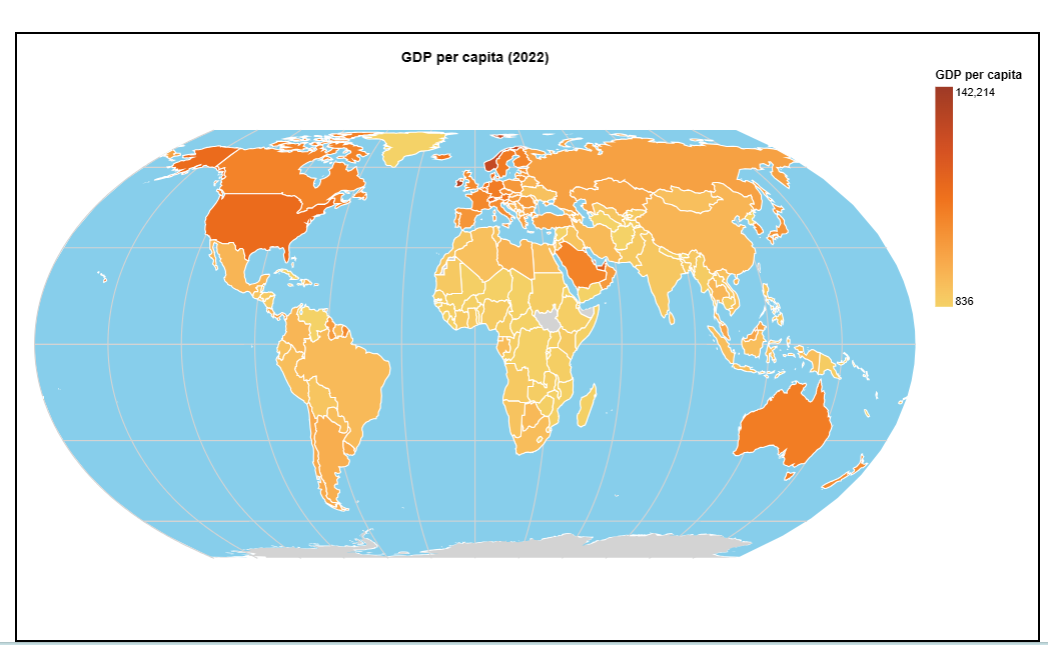 GDP per capita (2022)
GDP per capita
142,214
836